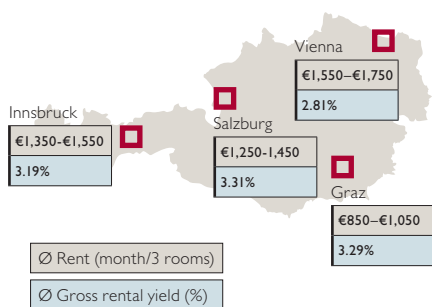 Vienna
€1,550–€1,750
2.81%
Innsbruck
€1,350-€1,550
3.19%
Salzburg
€1,250-1,450
3.31%
Graz
€850–€1,050
3.29%
Ø Rent (month/3 rooms)
Ø Gross rental yield (%)